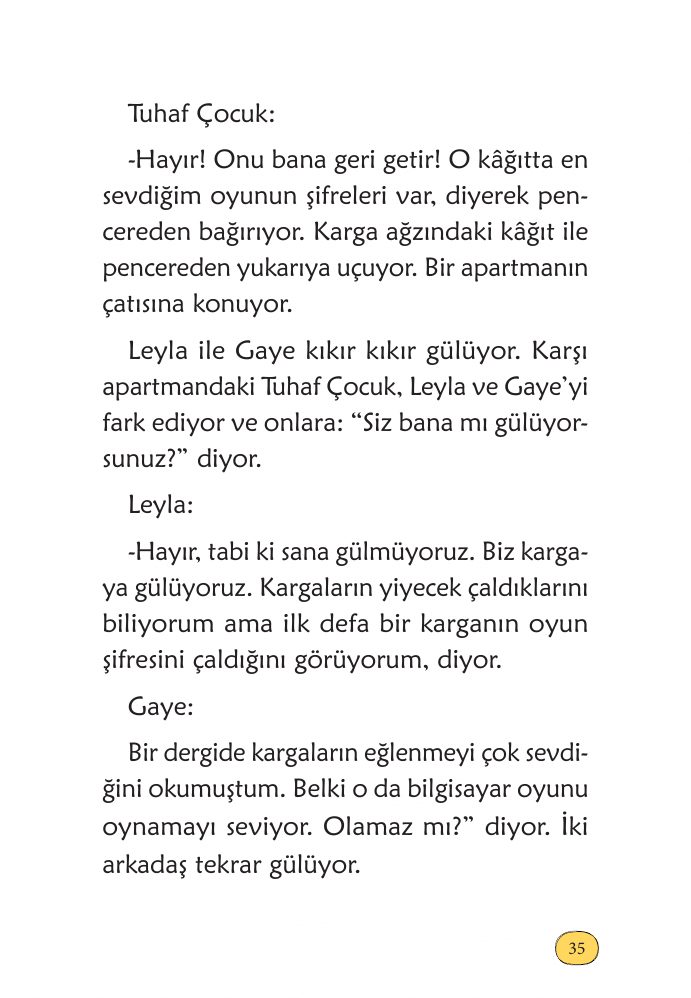 Tuhaf Çocuk:
-Hayır! Onu bana geri getir! O kâğıtta en
sevdiğim oyunun şifreleri var, diyerek pen-
cereden bağırıyor. Karga ağzındaki kâğıt ile
pencereden yukarıya uçuyor. Bir apartmanın
çatısına konuyor.
Leyla ile Gaye kıkır kıkır gülüyor. Karşı
apartmandaki Tuhaf Çocuk, Leyla ve Gaye’yi
fark ediyor ve onlara: “Siz bana mı gülüyor-
sunuz?” diyor.
Leyla:
-Hayır, tabi ki sana gülmüyoruz. Biz karga-
ya gülüyoruz. Kargaların yiyecek çaldıklarını
biliyorum ama ilk defa bir karganın oyun
şifresini çaldığını görüyorum, diyor.
Gaye:
Bir dergide kargaların eğlenmeyi çok sevdi-
ğini okumuştum. Belki o da bilgisayar oyunu
oynamayı seviyor. Olamaz mı?” diyor. İki
arkadaş tekrar gülüyor.
35